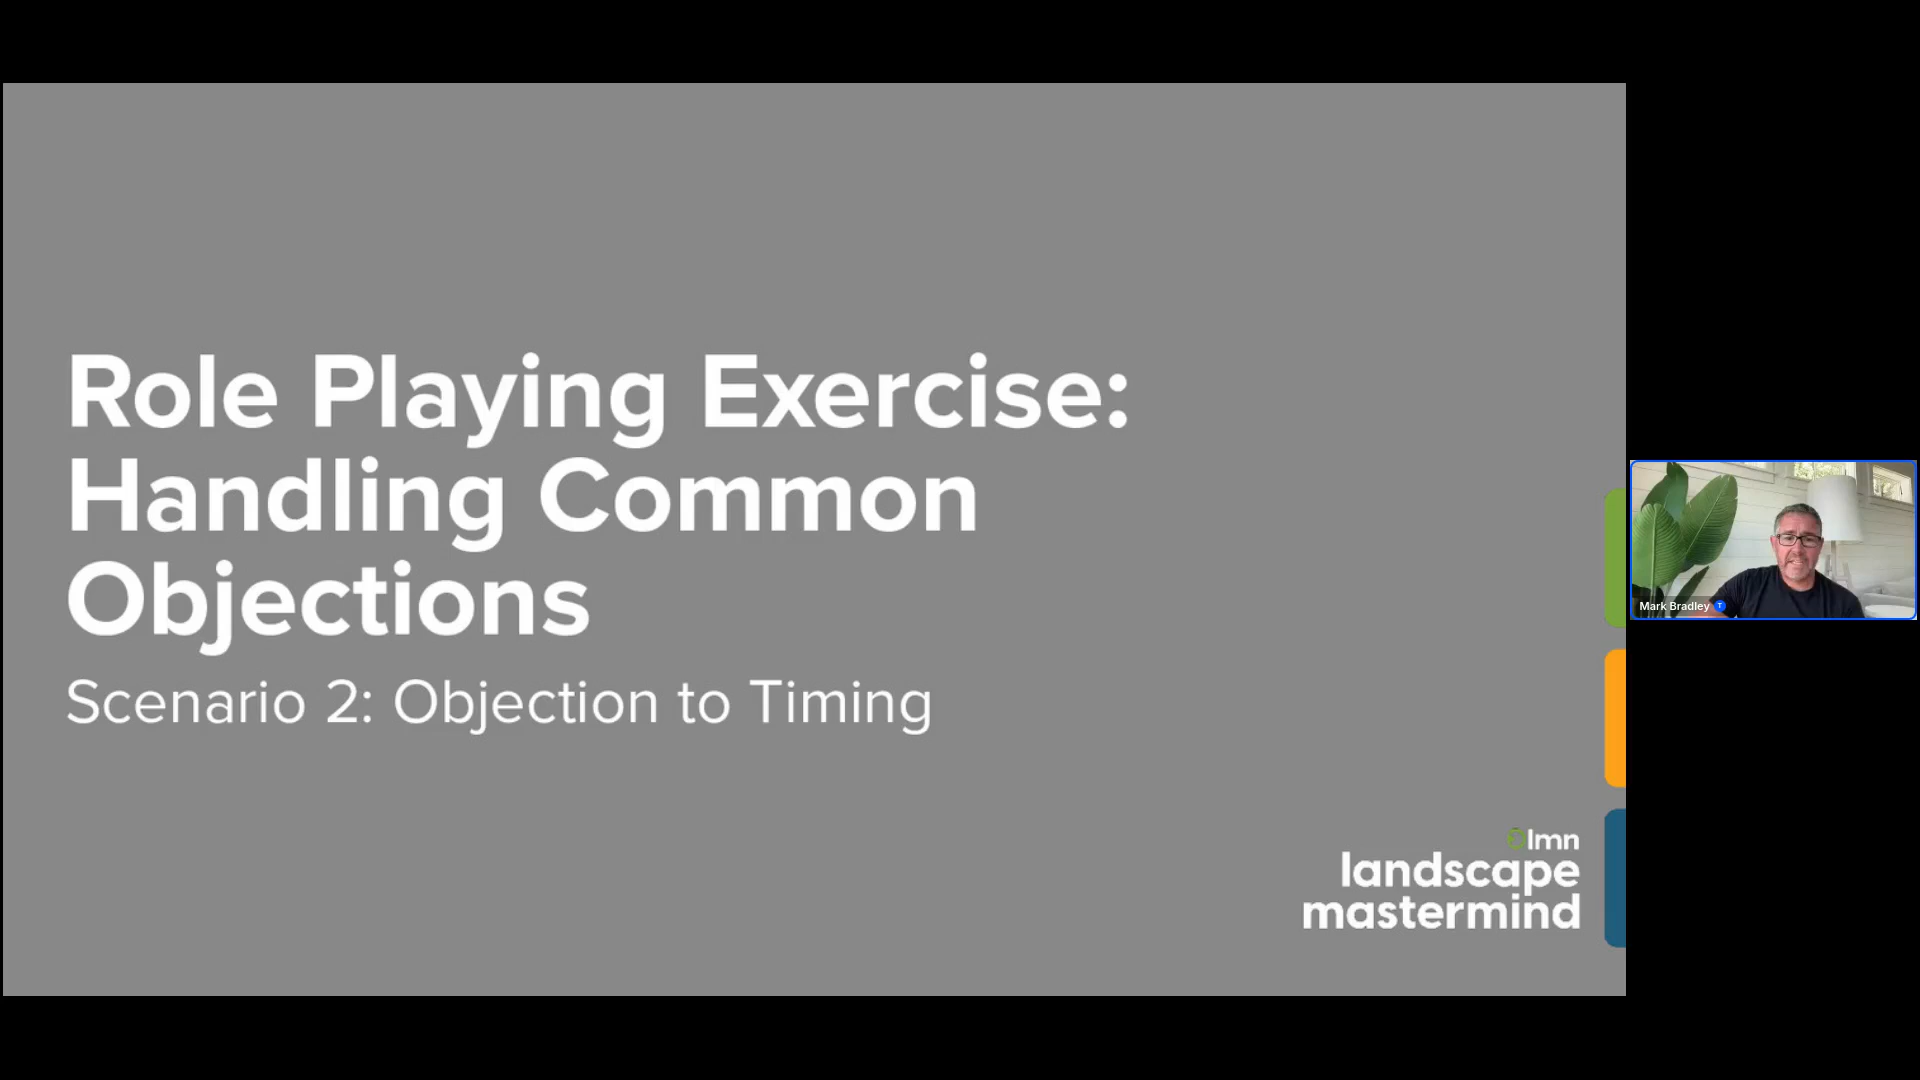 Role Playing Exercise:
Handling Common
Objections
Scenario 2: Objection to Timing
lmn
landscape
mastermind
Mark Bradley
T